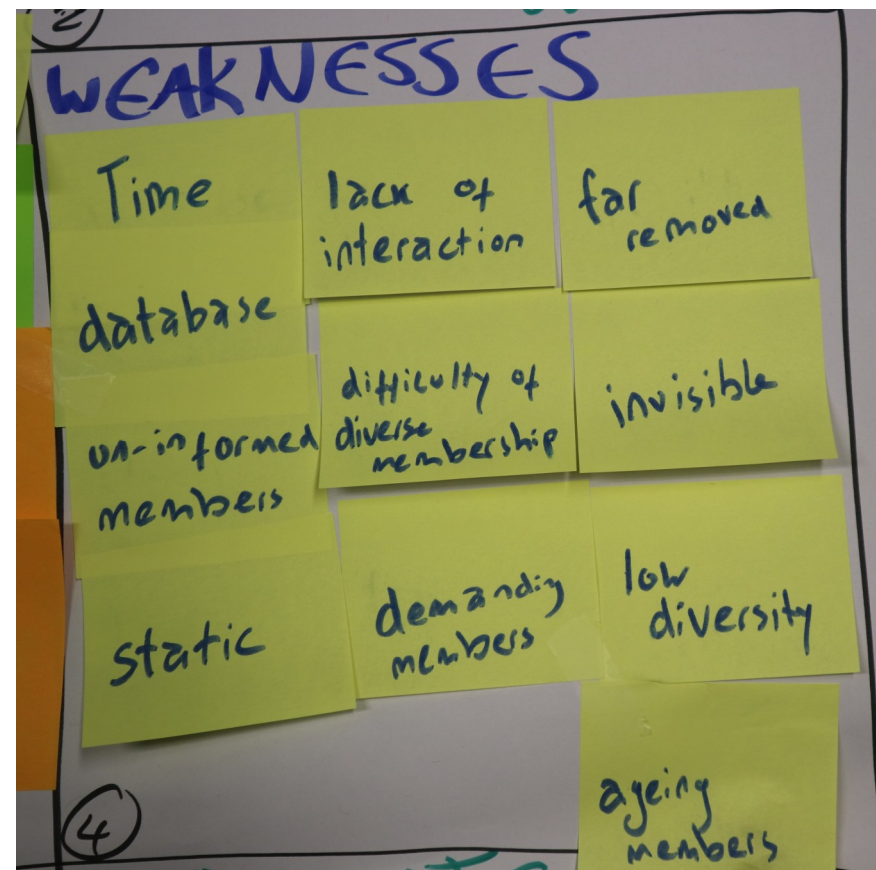 2
WEAKNESSES
Time
database
un-informed
members
static
lack of
interaction
difficulty of
diverse
membership
demanding
members
far
removed
invisible
low
diversity
ageing
members
4